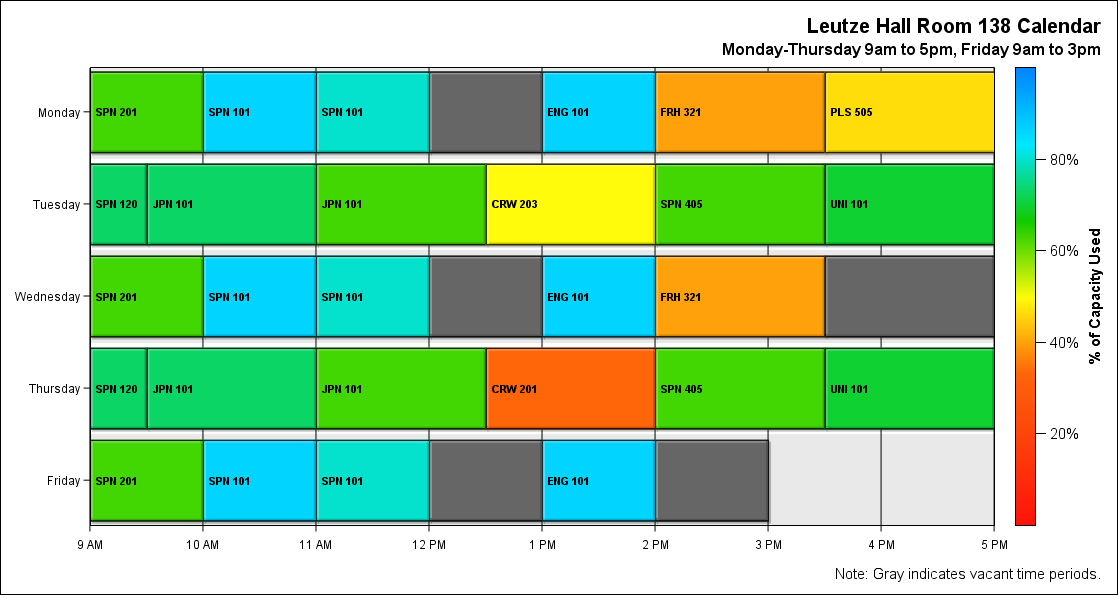 Leutze Hall Room 138 Calendar
Monday-Thursday 9am to 5pm, Friday 9am to 3pm
Monday
SPN 201
SPN 101
SPN 101
ENG 101
FRH 321
PLS 505
Tuesday
SPN 120
JPN 101
JPN 101
CRW 203
SPN 405
UNI 101
Wednesday
SPN 201
SPN 101
SPN 101
ENG 101
FRH 321
Thursday
SPN 120
JPN 101
JPN 101
CRW 201
SPN 405
UNI 101
Friday
SPN 201
SPN 101
SPN 101
ENG 101
9 AM
10 AM
11 AM
12 PM
1 PM
2 PM
3 PM
4 PM
5 PM
80%
60%
40%
20%
% of Capacity Used
Note: Gray indicates vacant time periods.